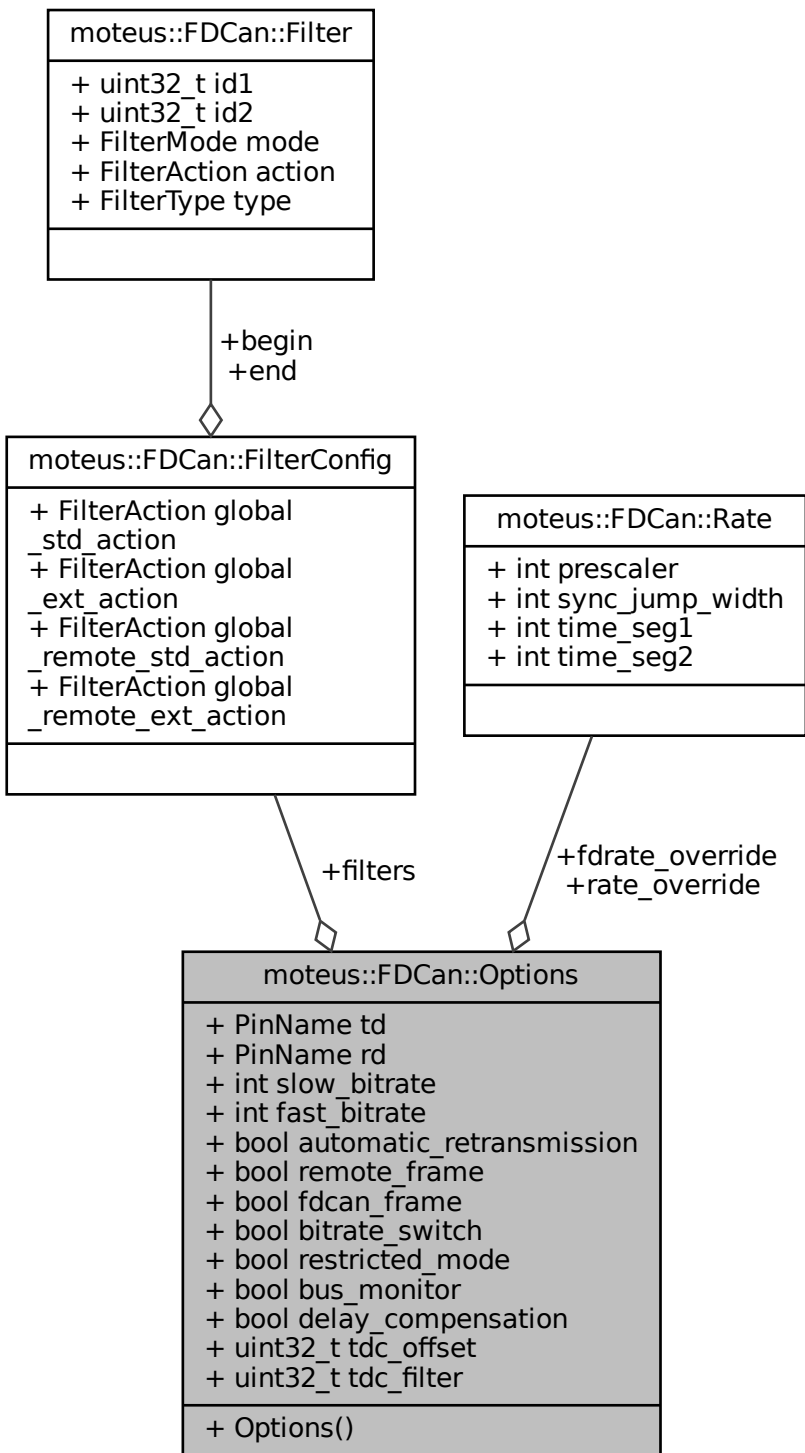 moteus::FDCan::Filter
+ uint32_t id1
+ uint32_t id2
+ FilterMode mode
+ FilterAction action
+ FilterType type
+begin
+end
moteus::FDCan::FilterConfig
+ FilterAction global
_std_action
+ FilterAction global
_ext_action
+ FilterAction global
_remote_std_action
+ FilterAction global
_remote_ext_action
moteus::FDCan::Rate
+ int prescaler
+ int sync_jump_width
+ int time_seg1
+ int time_seg2
+filters
+fdrate_override
+rate_override
moteus::FDCan::Options
+ PinName td
+ PinName rd
+ int slow_bitrate
+ int fast_bitrate
+ bool automatic_retransmission
+ bool remote_frame
+ bool fdcan_frame
+ bool bitrate_switch
+ bool restricted_mode
+ bool bus_monitor
+ bool delay_compensation
+ uint32_t tdc_offset
+ uint32_t tdc_filter
+ Options()